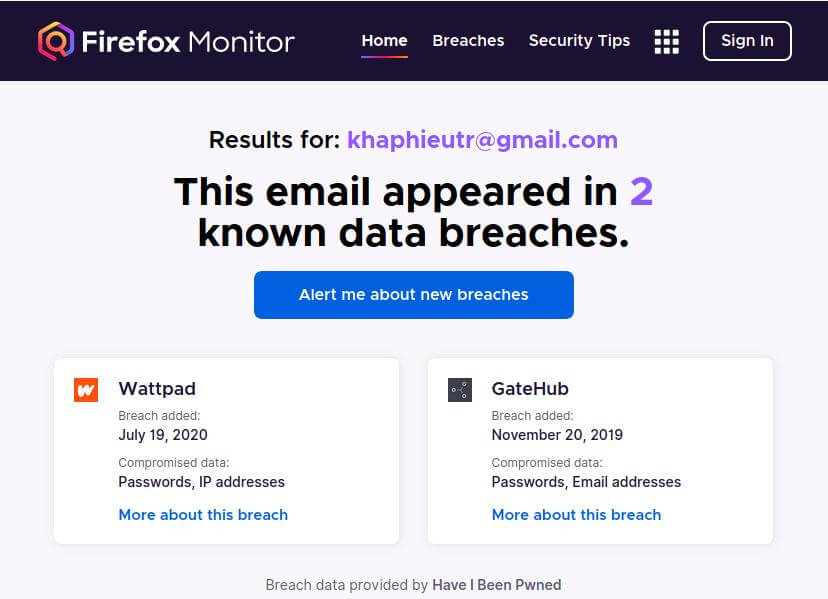 Firefox Monitor
Home
Breaches
Security Tips
Sign In
Results for: khaphieutr@gmail.com
This email appeared in 2
known data breaches.
Alert me about new breaches
Wattpad
Breach added:
July 19, 2020
Compromised data:
Passwords, IP addresses
More about this breach
GateHub
Breach added:
November 20, 2019
Compromised data:
Passwords, Email addresses
More about this breach
Breach data provided by Have I Been Pwned